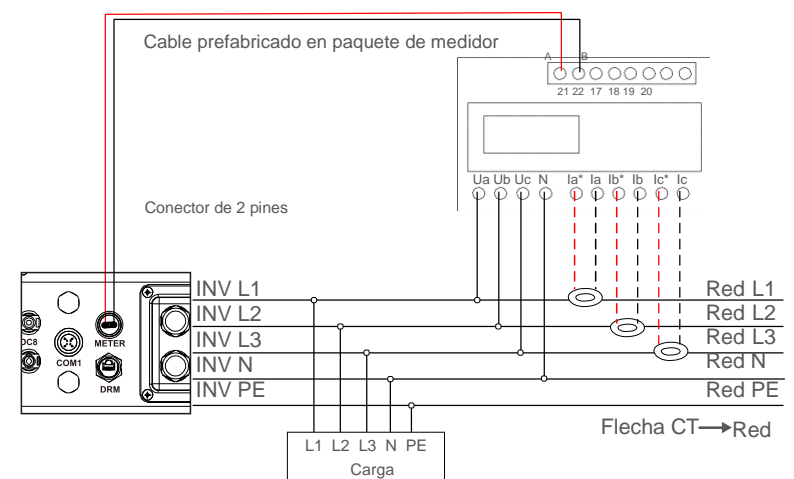 Cable prefabricado en paquete de medidor
A B
21 22 17 18 19 20
Ua Ub Uc N Ia* Ia Ib* Ib Ic* Ic
Conector de 2 pines
INV L1 Red L1
INV L2 Red L2
INV L3 Red L3
INV N Red N
INV PE Red PE
METER
COM1
DRM
Flecha CT Red
L1 L2 L3 N PE
Carga